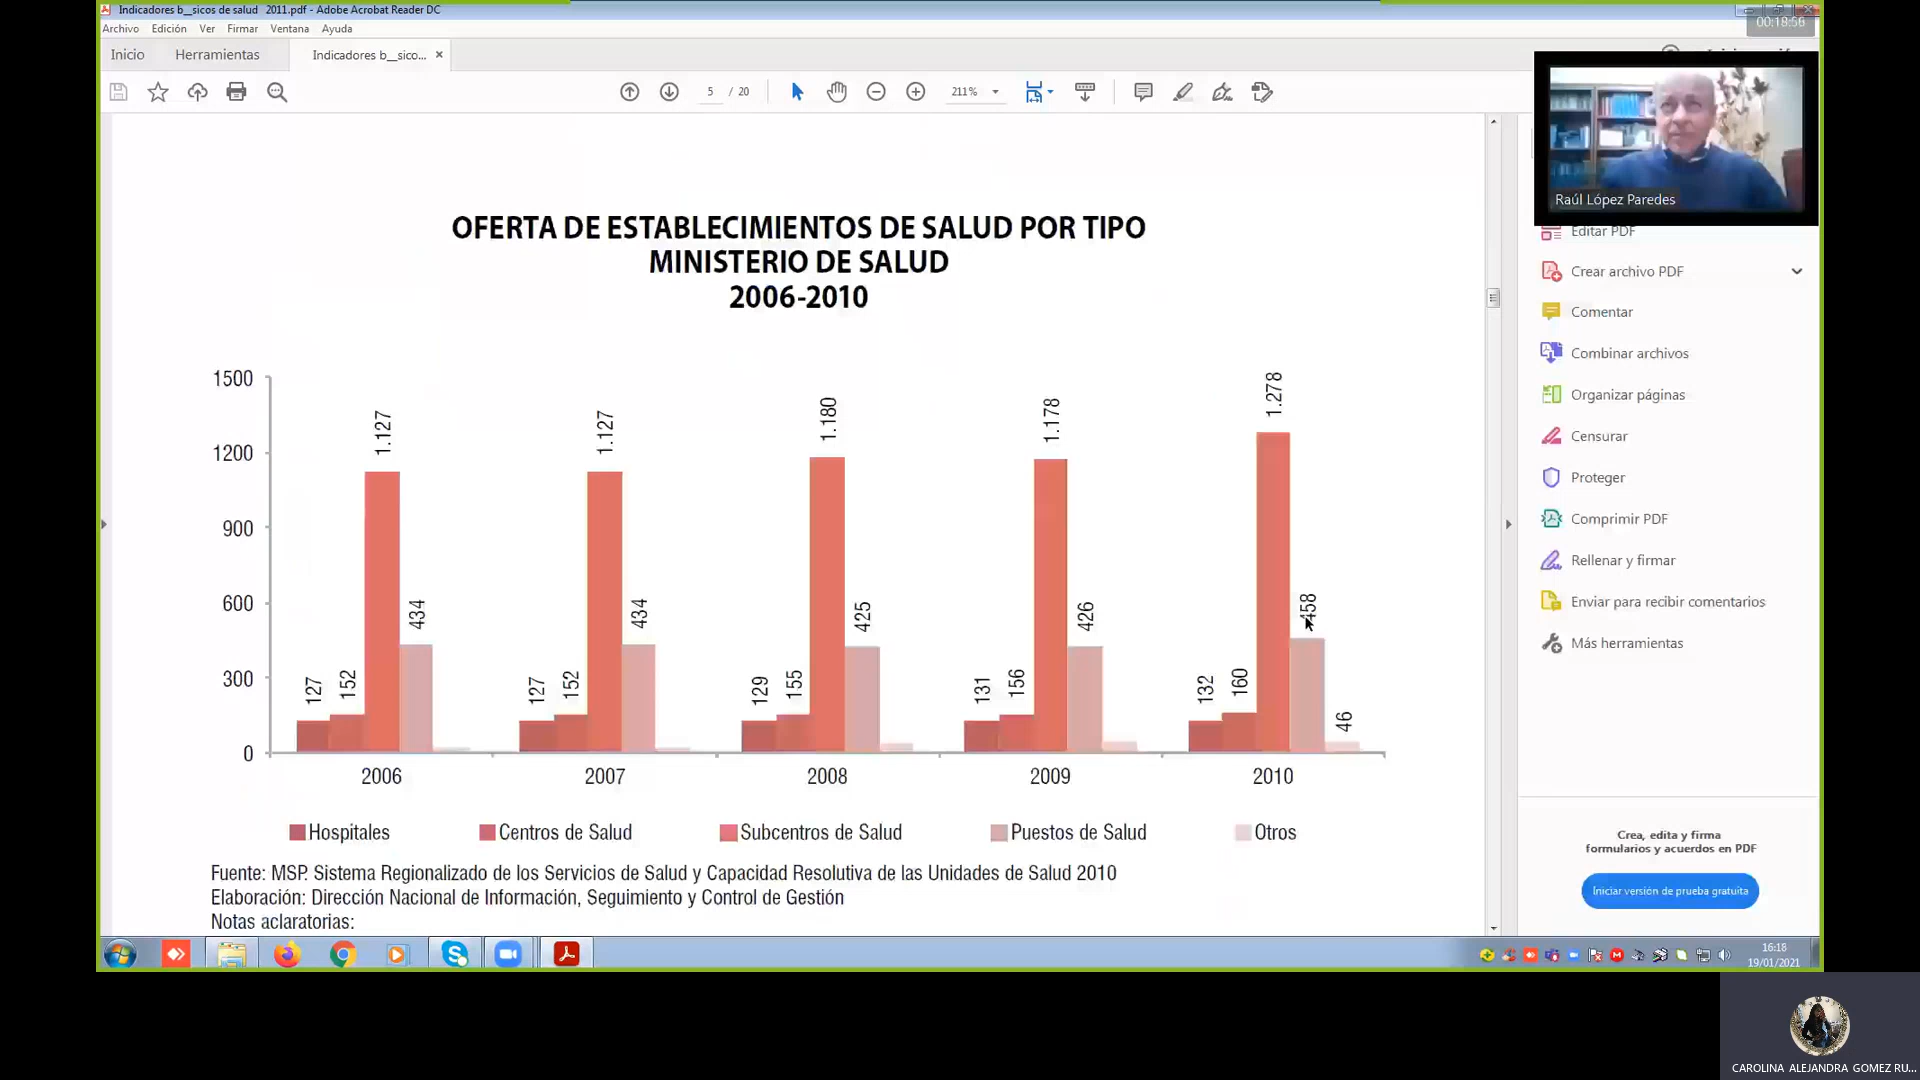 Indicadores b__sicos de salud 2011.pdf - Adobe Acrobat Reader DC
00:18:56
Archivo Edición Ver Firmar Ventana Ayuda
Inicio Herramientas Indicadores b__sico... ×
5 / 20 211%
Raúl López Paredes
OFERTA DE ESTABLECIMIENTOS DE SALUD POR TIPO
MINISTERIO DE SALUD
2006-2010
1500
1200
900
600
300
0
127 152 1.127 434
127 152 1.127 434
129 155 1.180 425
131 156 1.178 426
132 160 1.278 458 46
2006 2007 2008 2009 2010
Hospitales Centros de Salud Subcentros de Salud Puestos de Salud Otros
Fuente: MSP. Sistema Regionalizado de los Servicios de Salud y Capacidad Resolutiva de las Unidades de Salud 2010
Elaboración: Dirección Nacional de Información, Seguimiento y Control de Gestión
Notas aclaratorias:
Editar PDF
Crear archivo PDF
Comentar
Combinar archivos
Organizar páginas
Censurar
Proteger
Comprimir PDF
Rellenar y firmar
Enviar para recibir comentarios
Más herramientas
Crea, edita y firma
formularios y acuerdos en PDF
Iniciar versión de prueba gratuita
16:18
19/01/2021
CAROLINA ALEJANDRA GOMEZ RU...